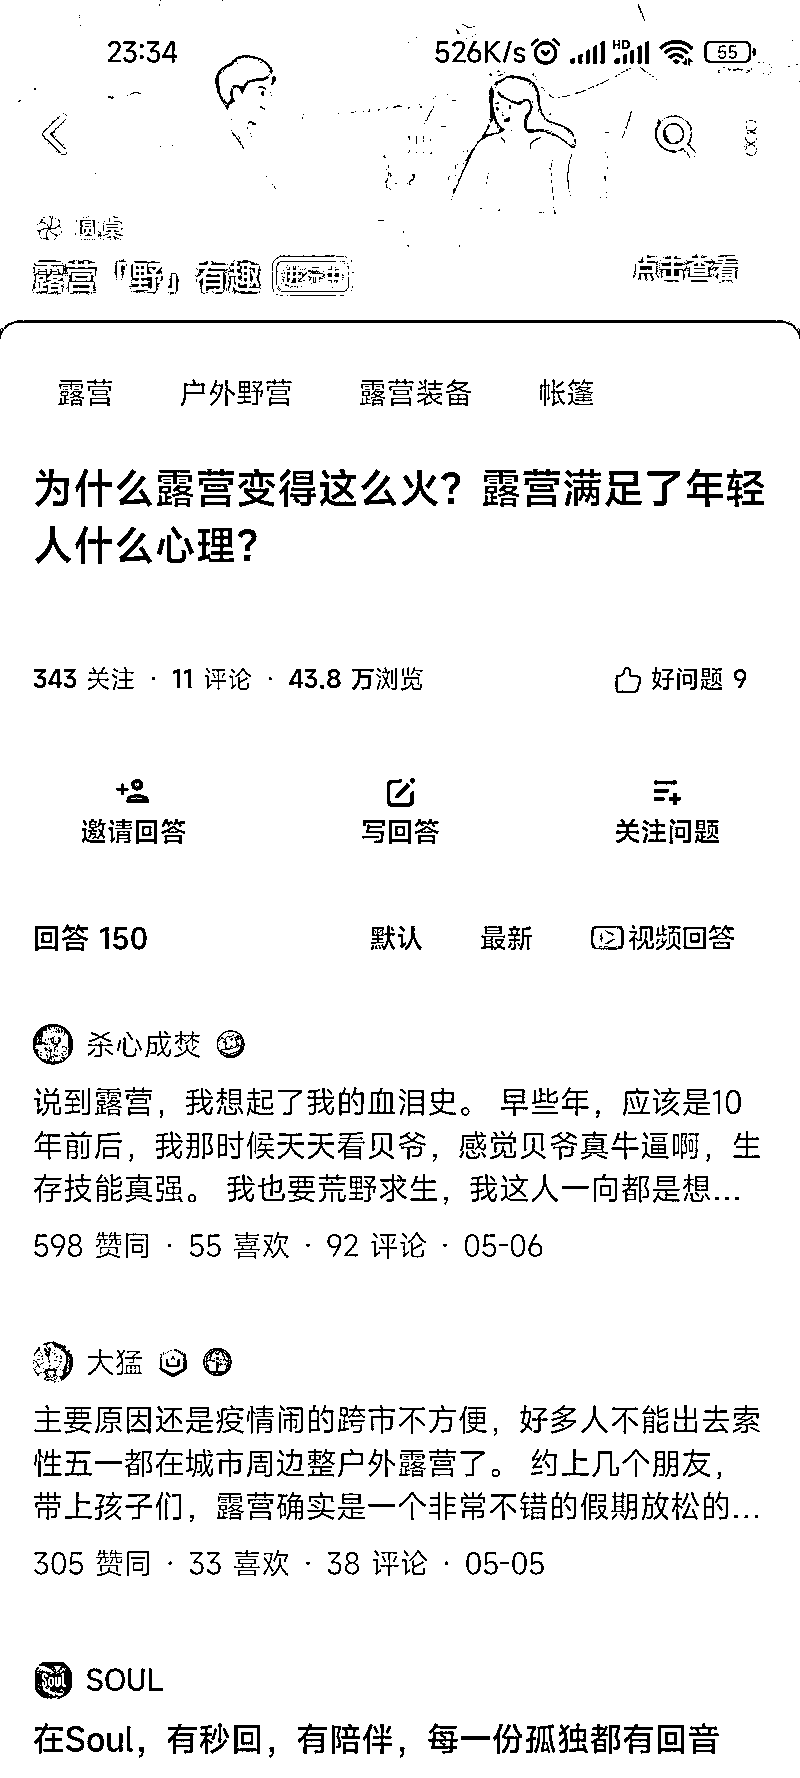 23:34 526K/s HD 55
圆桌
露营「野」有趣 进行中 点击查看
露营 户外野营 露营装备 帐篷
为什么露营变得这么火？露营满足了年轻
人什么心理？
343 关注 · 11 评论 · 43.8 万浏览 好问题 9
邀请回答 写回答 关注问题
回答 150 默认 最新 视频回答
杀心成焚
说到露营，我想起了我的血泪史。 早些年，应该是10
年前后，我那时候天天看贝爷，感觉贝爷真牛逼啊，生
存技能真强。 我也要荒野求生，我这人一向都是想...
598 赞同 · 55 喜欢 · 92 评论 · 05-06
大猛
主要原因还是疫情闹的跨市不方便，好多人不能出去索
性五一都在城市周边整户外露营了。 约上几个朋友，
带上孩子们，露营确实是一个非常不错的假期放松的...
305 赞同 · 33 喜欢 · 38 评论 · 05-05
Soul SOUL
在Soul，有秒回，有陪伴，每一份孤独都有回音